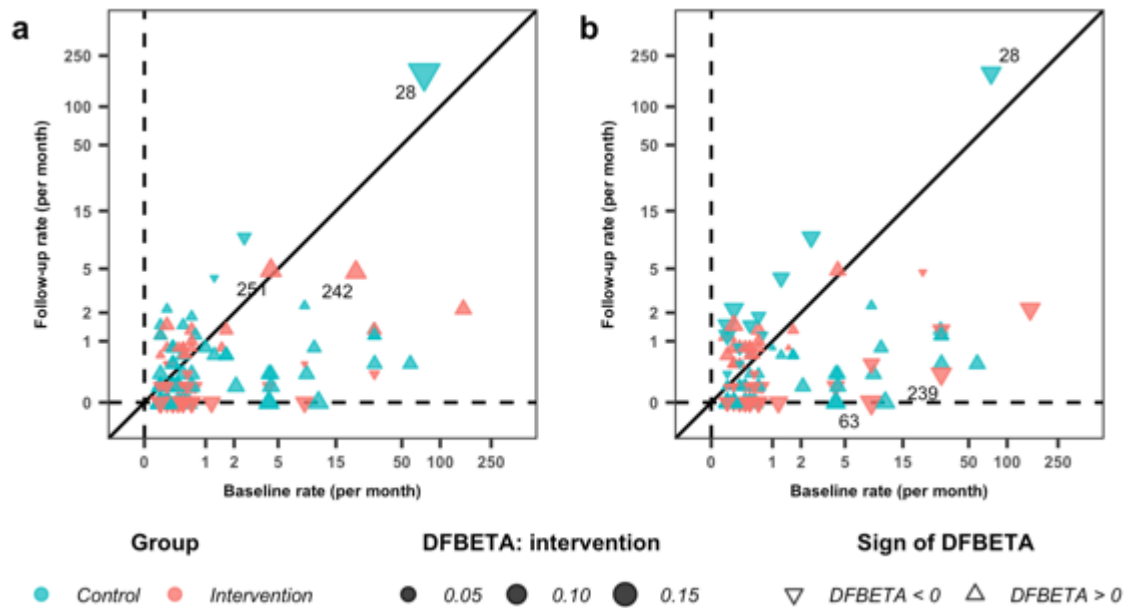 a
Follow-up rate (per month)
250
100
50
15
5
2
1
0
28
251
242
0 1 2 5 15 50 100 250
Baseline rate (per month)
b
Follow-up rate (per month)
250
100
50
15
5
2
1
0
28
239
63
0 1 2 5 15 50 100 250
Baseline rate (per month)
Group
Control Intervention
DFBETA: intervention
0.05 0.10 0.15
Sign of DFBETA
DFBETA < 0 DFBETA > 0